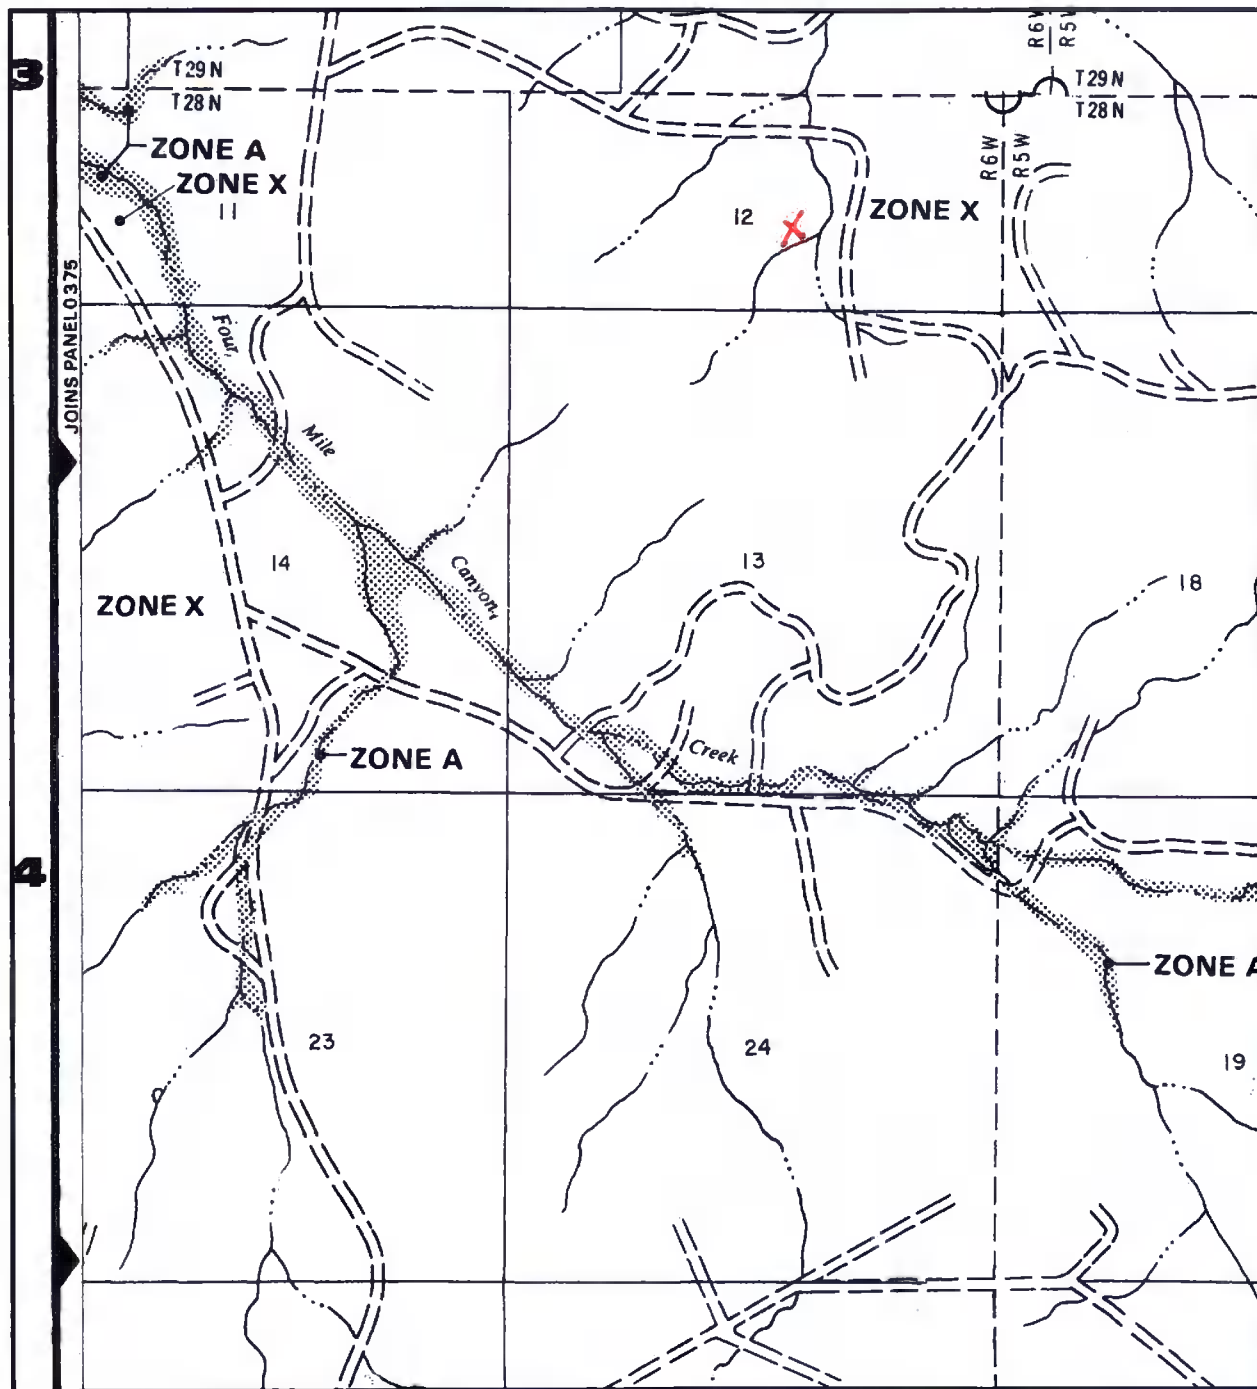 3
T29N
T28N
R6W
R5W
T29N
T28N
R6W
R5W
ZONE A
ZONE X
11
12
X
ZONE X
JOINS PANEL 0375
Four
Mile
Canyon
Creek
14
13
18
ZONE X
ZONE A
4
ZONE A
23
24
19